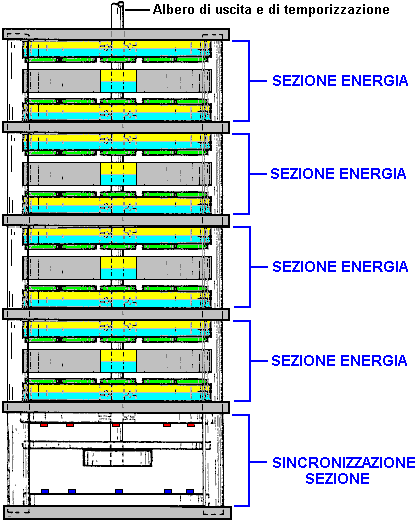 Albero di uscita e di temporizzazione
SEZIONE ENERGIA
SEZIONE ENERGIA
SEZIONE ENERGIA
SEZIONE ENERGIA
SINCRONIZZAZIONE
SEZIONE